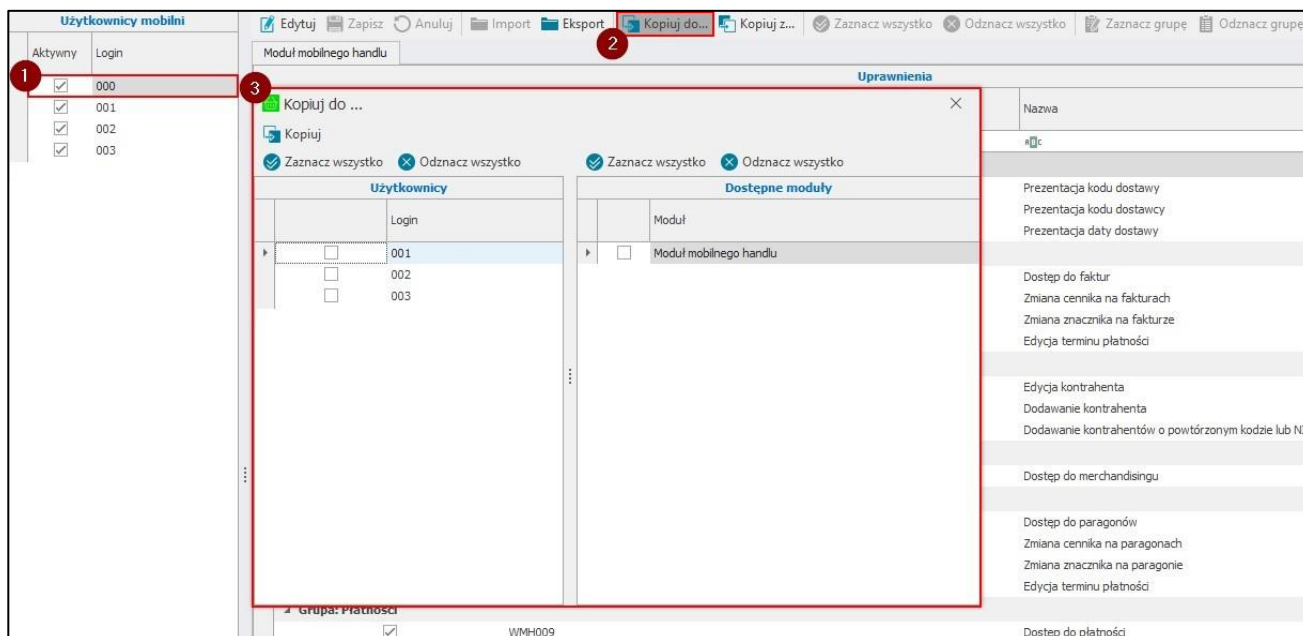 Użytkownicy mobilni
Edytuj Zapisz Anuluj Import Eksport Kopiuj do... Kopiuj z... Zaznacz wszystko Odznacz wszystko Zaznacz grupę Odznacz grupę
2
Aktywny Login
Moduł mobilnego handlu
1
000
001
002
003
Uprawnienia
3
Kopiuj do ...
Kopiuj
Zaznacz wszystko Odznacz wszystko Zaznacz wszystko Odznacz wszystko
Użytkownicy Dostępne moduły
Login Moduł
001 Moduł mobilnego handlu
002
003
Nazwa
Prezentacja kodu dostawy
Prezentacja kodu dostawcy
Prezentacja daty dostawy
Dostęp do faktur
Zmiana cennika na fakturach
Zmiana znacznika na fakturze
Edycja terminu płatności
Edycja kontrahenta
Dodawanie kontrahenta
Dodawanie kontrahentów o powtórzonym kodzie lub
Dostęp do merchandisingu
Dostęp do paragonów
Zmiana cennika na paragonach
Zmiana znacznika na paragonie
Edycja terminu płatności
Grupa: Płatności
WMH009 Dostęp do płatności